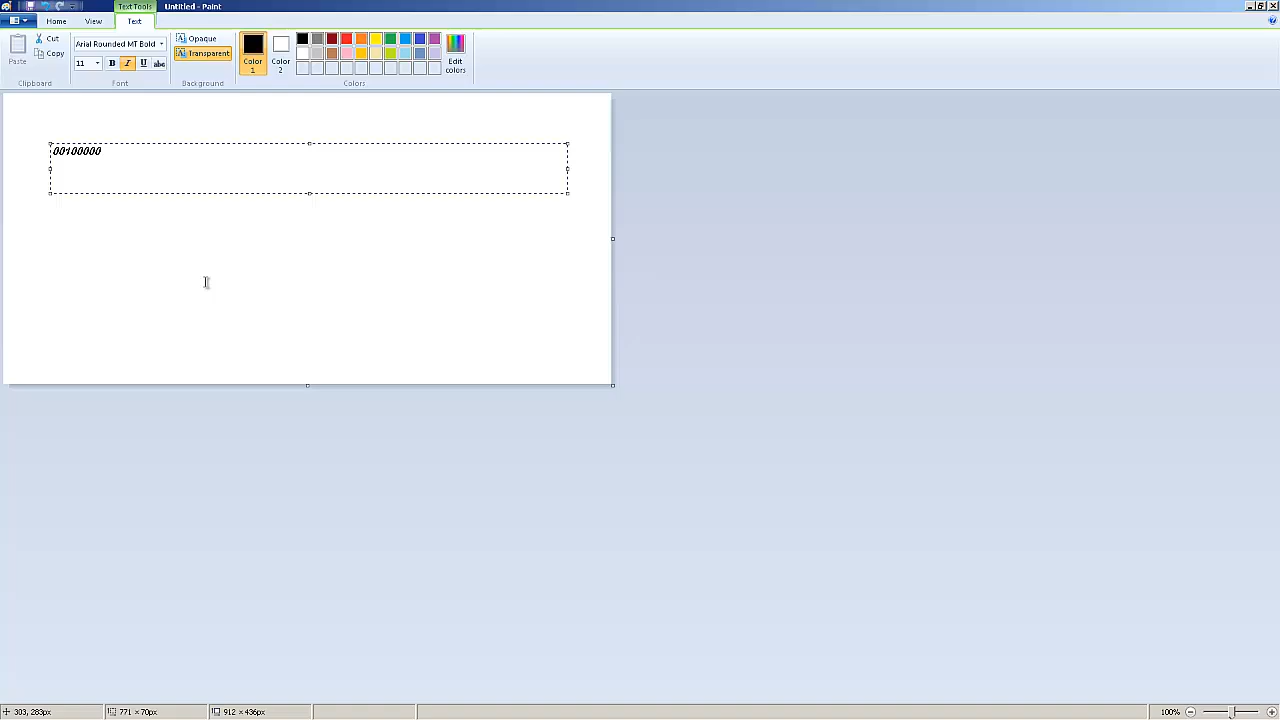 Text Tools
Untitled - Paint
Home
View
Text
Paste
Cut
Copy
Clipboard
Arial Rounded MT Bold
11
B
I
U
abc
Font
Opaque
Transparent
Background
Color 1
Color 2
Edit colors
Colors
00100000
303, 283px
771 × 70px
912 × 436px
100%